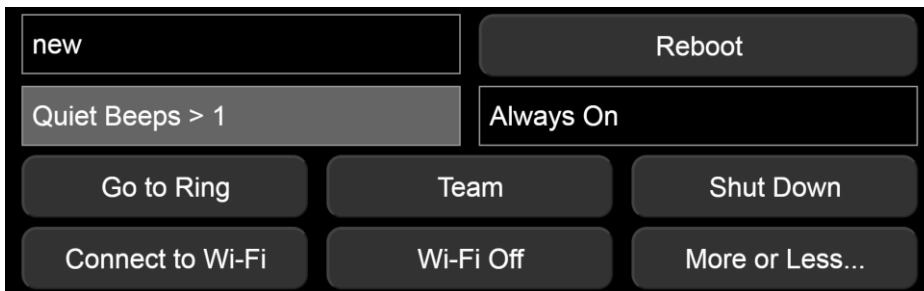 new
Reboot
Quiet Beeps > 1
Always On
Go to Ring
Team
Shut Down
Connect to Wi-Fi
Wi-Fi Off
More or Less...